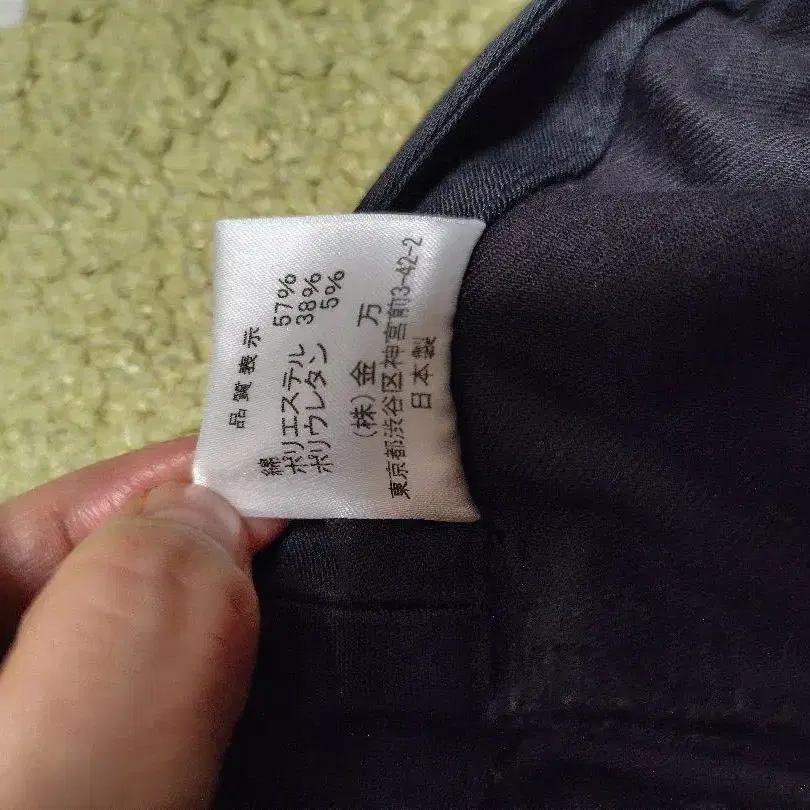 品質表示
綿 57%
ポリエステル 38%
ポリウレタン 5%
(株)金 万
東京都渋谷区神宮前3-42-2
日本製